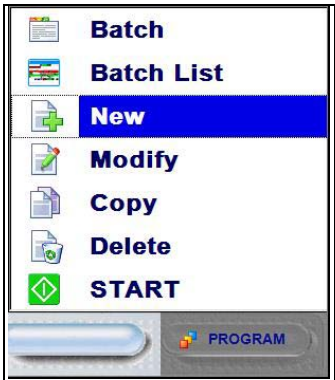 Batch
Batch List
New
Modify
Copy
Delete
START
PROGRAM